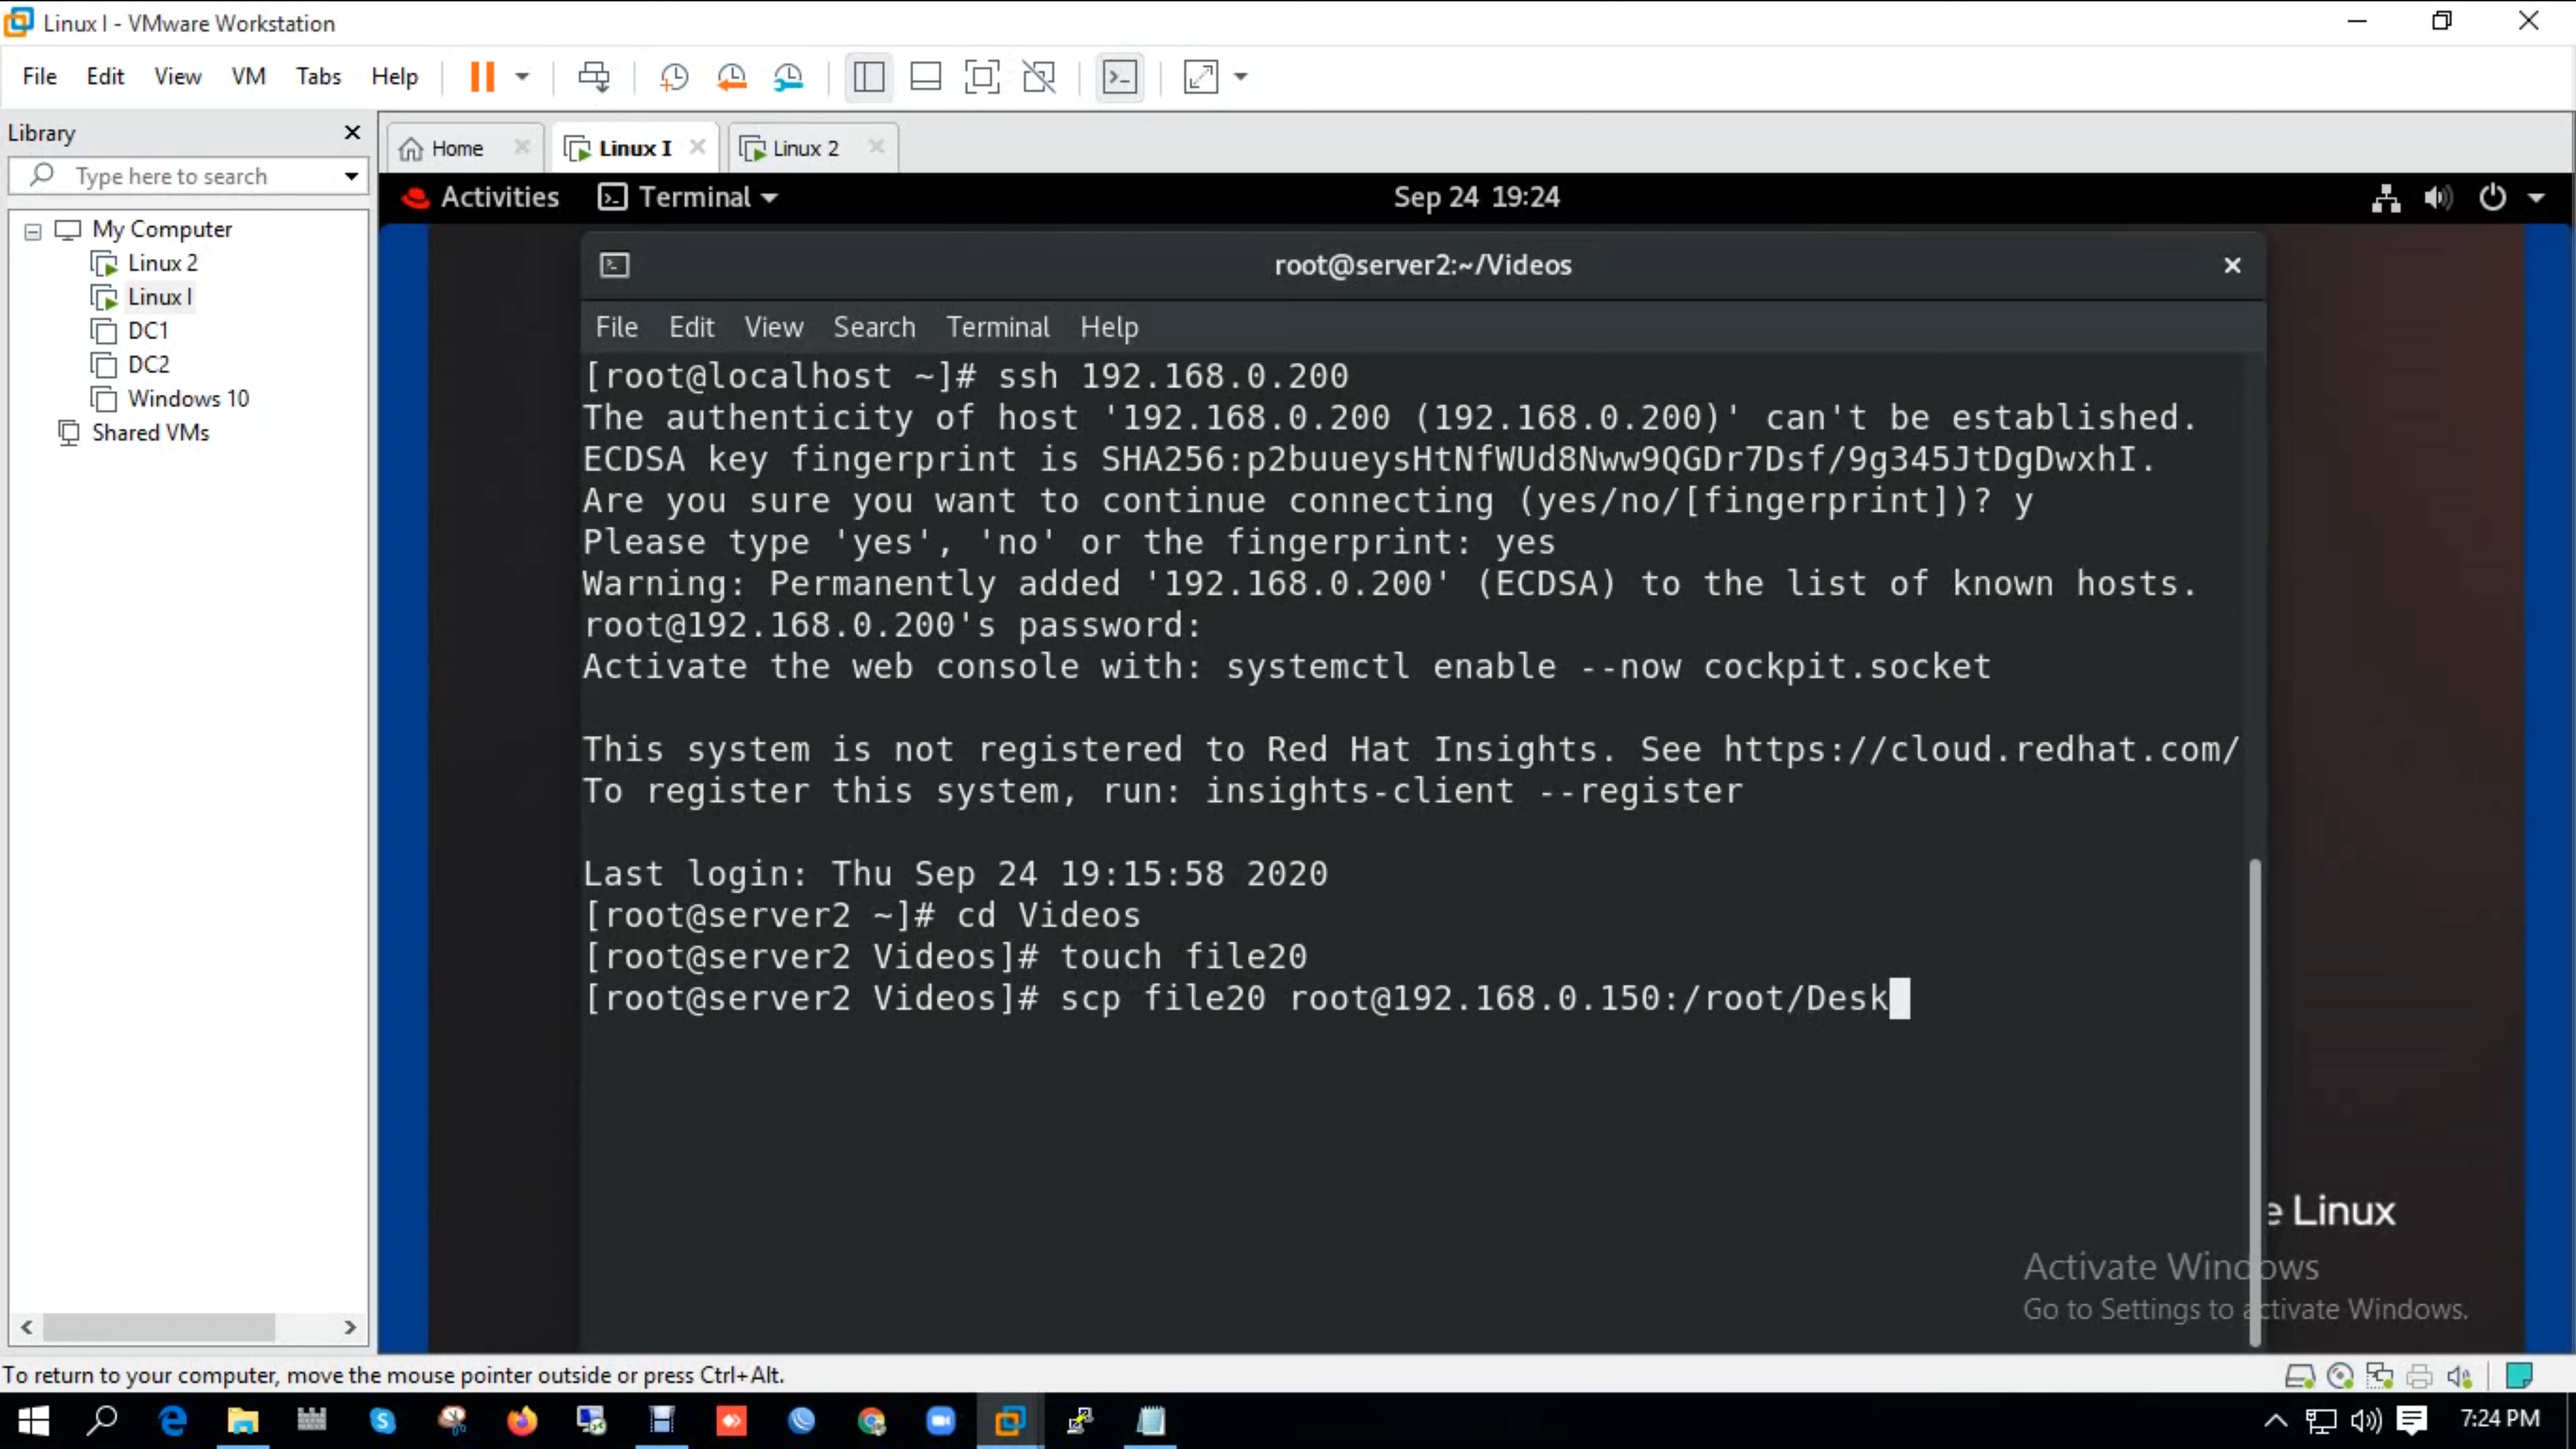 Linux I - VMware Workstation
File Edit View VM Tabs Help
Library
Type here to search
My Computer
Linux 2
Linux I
DC1
DC2
Windows 10
Shared VMs
Home
Linux I
Linux 2
Activities Terminal Sep 24 19:24
root@server2:~/Videos
File Edit View Search Terminal Help
[root@localhost ~]# ssh 192.168.0.200
The authenticity of host '192.168.0.200 (192.168.0.200)' can't be established.
ECDSA key fingerprint is SHA256:p2buueysHtNfWUd8Nww9QGDr7Dsf/9g345JtDgDwxhI.
Are you sure you want to continue connecting (yes/no/[fingerprint])? y
Please type 'yes', 'no' or the fingerprint: yes
Warning: Permanently added '192.168.0.200' (ECDSA) to the list of known hosts.
root@192.168.0.200's password:
Activate the web console with: systemctl enable --now cockpit.socket
This system is not registered to Red Hat Insights. See https://cloud.redhat.com/
To register this system, run: insights-client --register
Last login: Thu Sep 24 19:15:58 2020
[root@server2 ~]# cd Videos
[root@server2 Videos]# touch file20
[root@server2 Videos]# scp file20 root@192.168.0.150:/root/Desk
e Linux
Activate Windows
Go to Settings to activate Windows.
To return to your computer, move the mouse pointer outside or press Ctrl+Alt.
7:24 PM